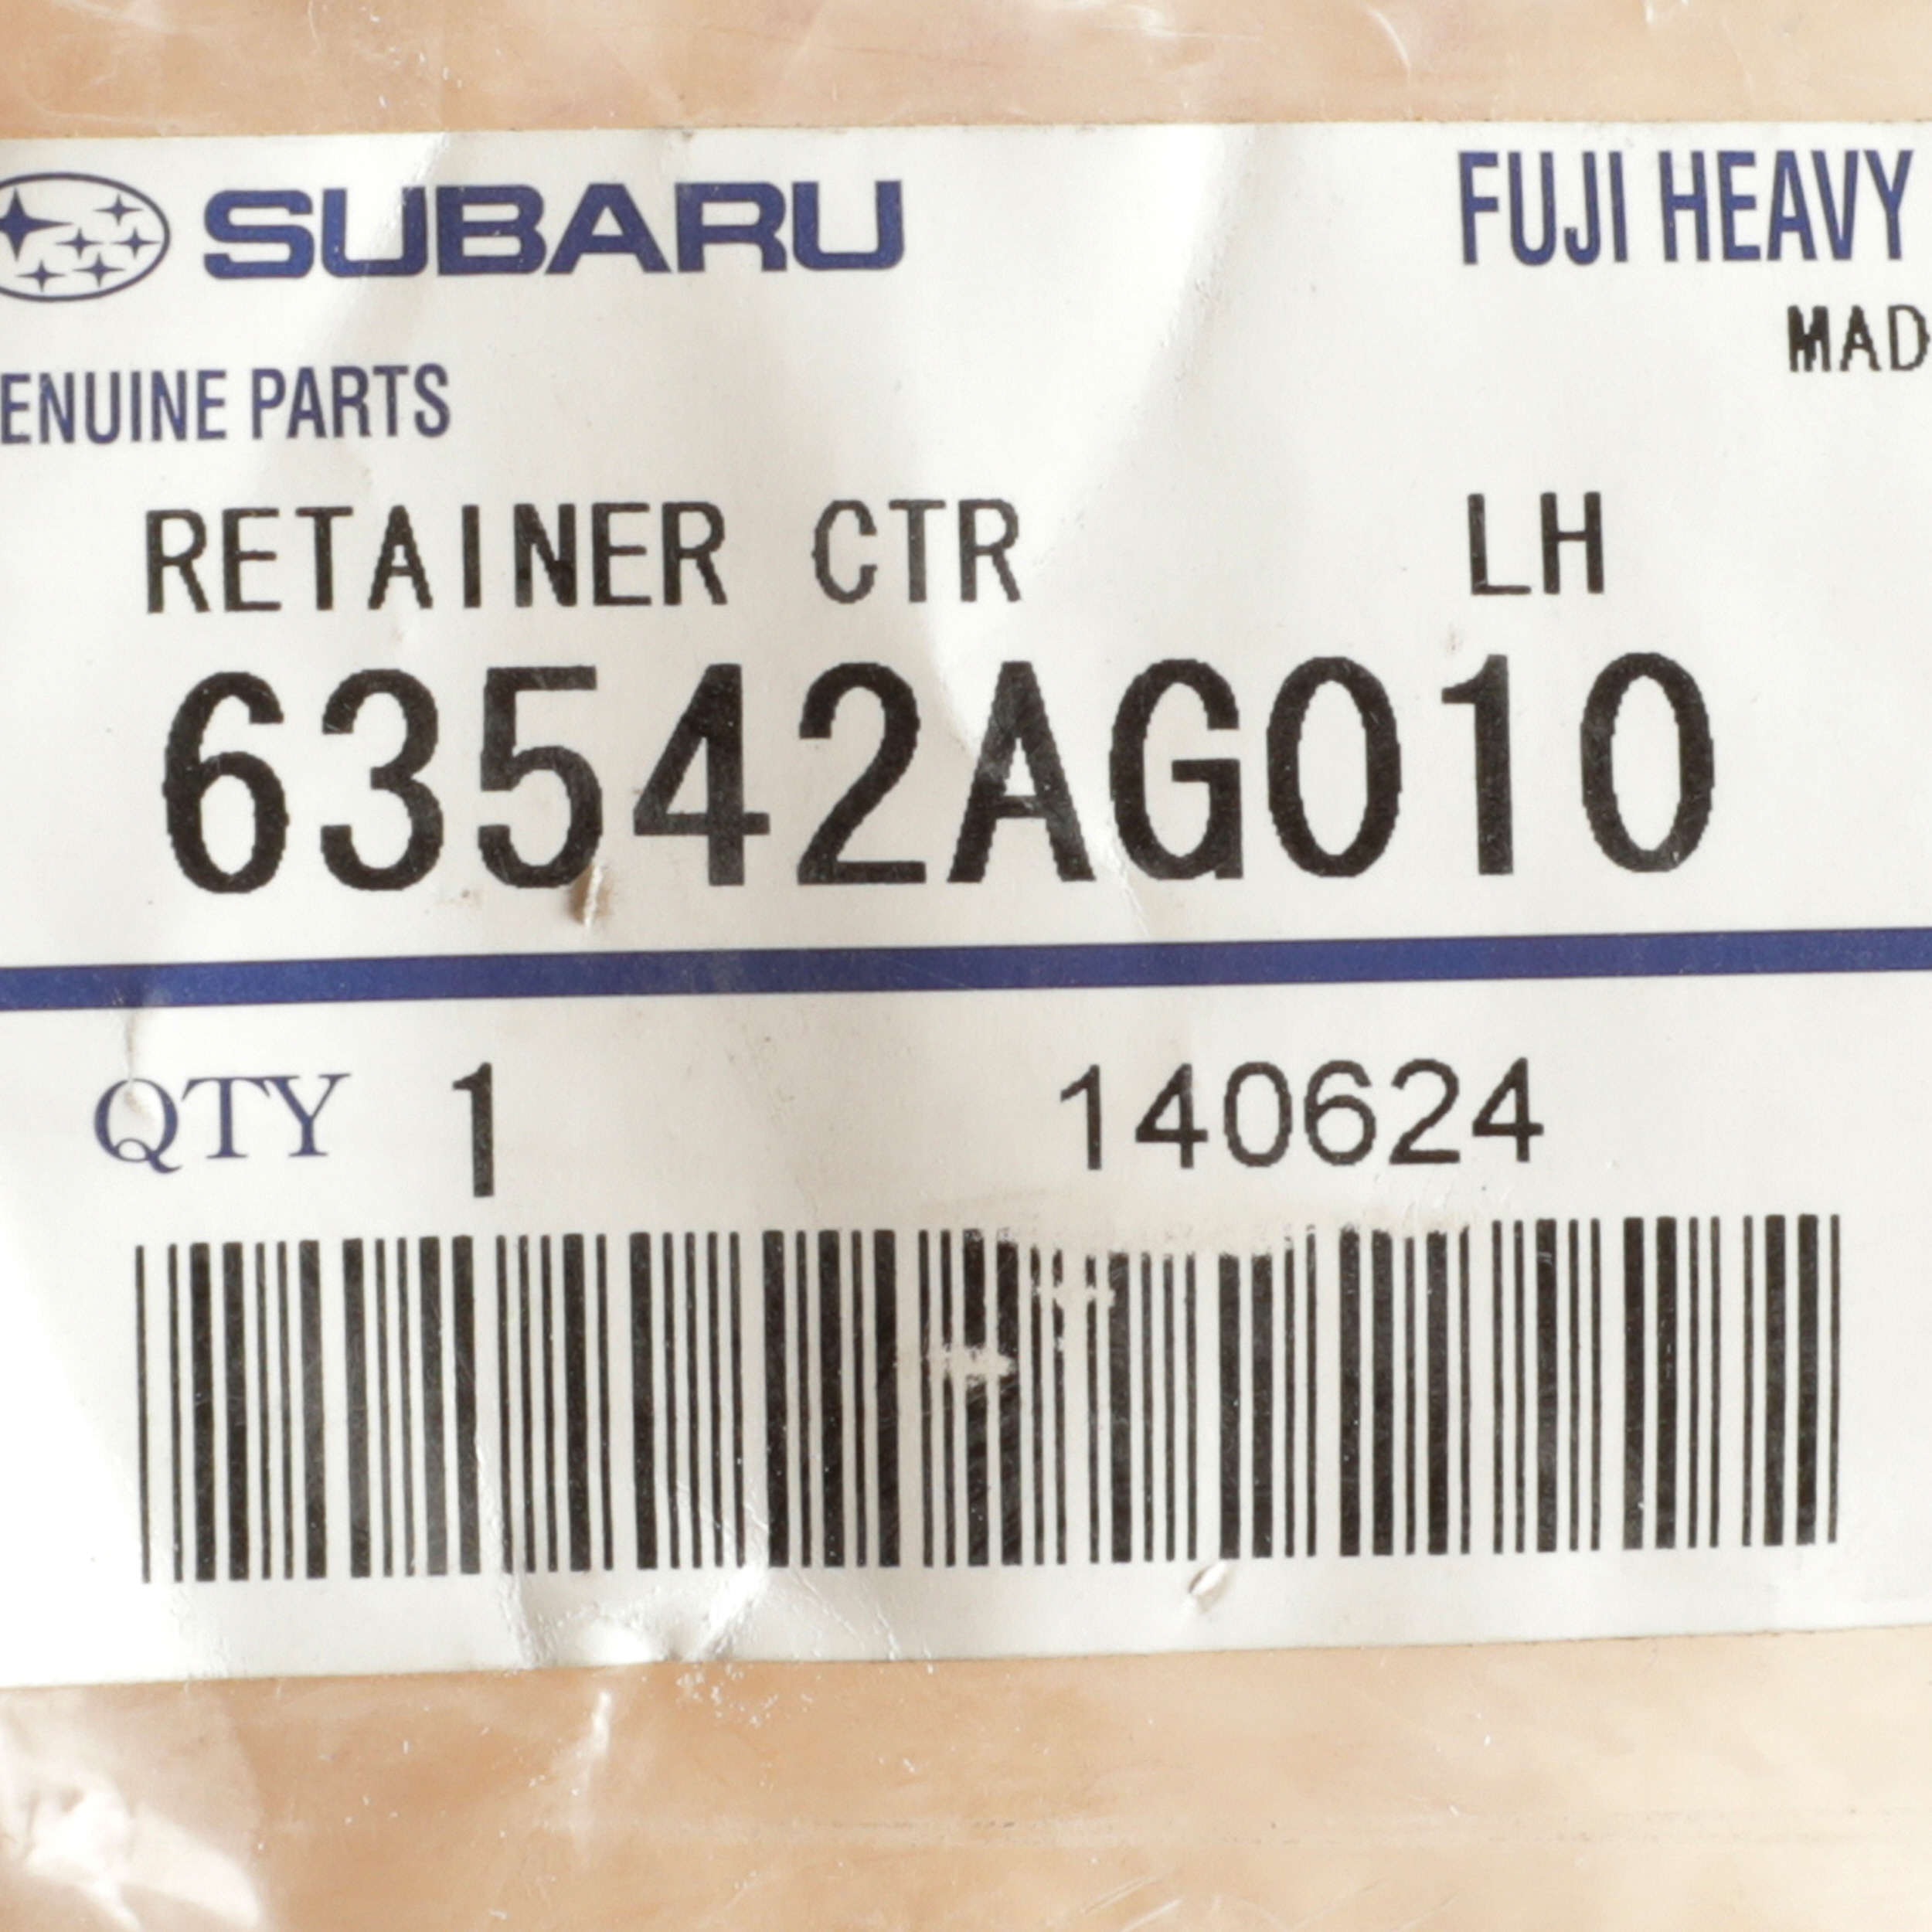 SUBARU FUJI HEAVY
MAD
ENUINE PARTS
RETAINER CTR LH
63542AG010
QTY 1 140624